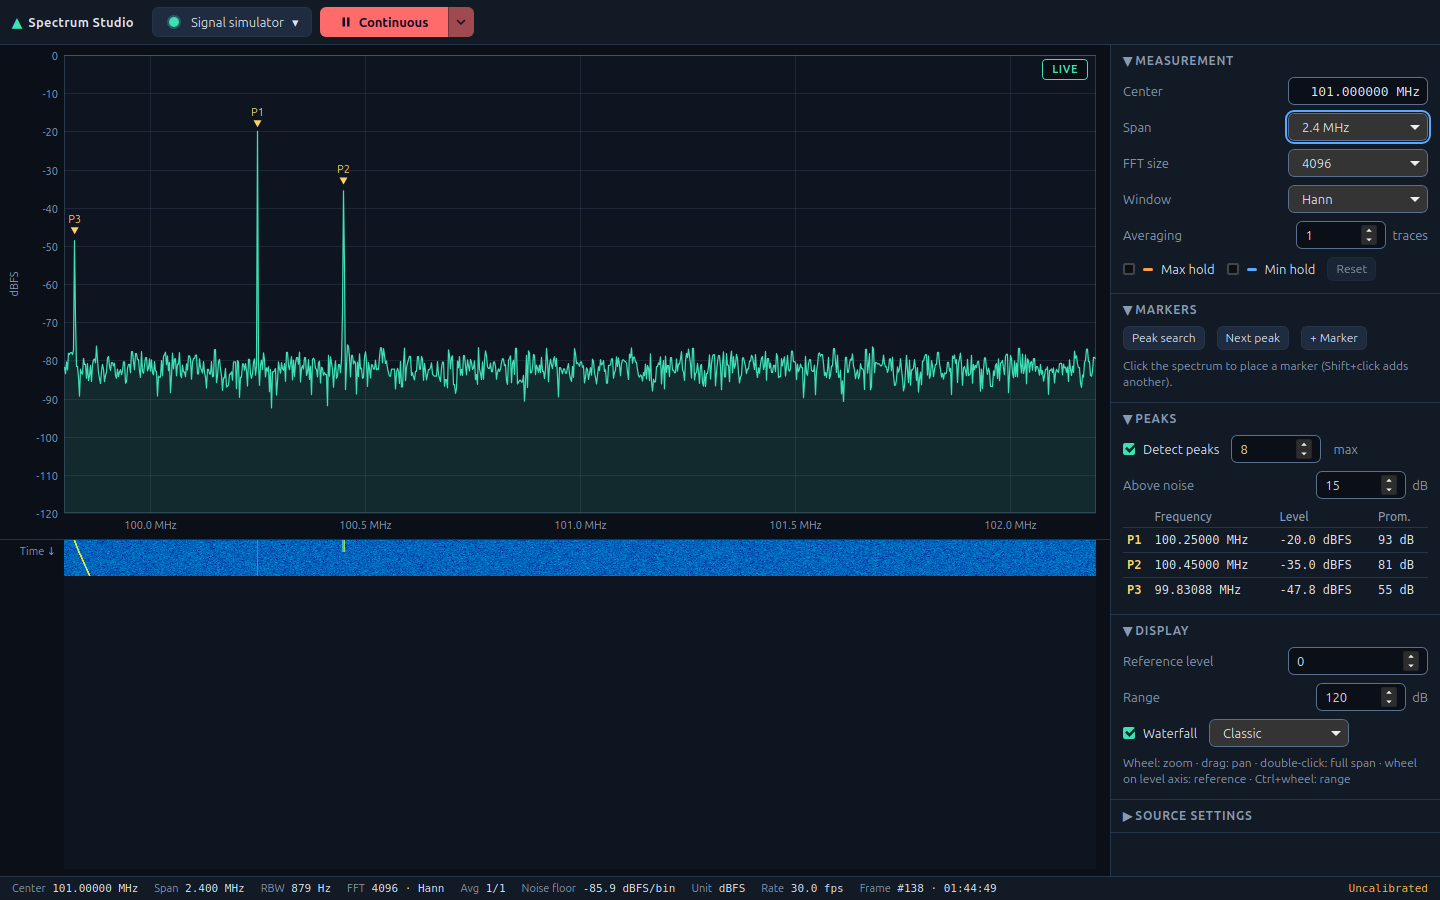 Spectrum Studio
Signal simulator ▾
Continuous
LIVE
0
-10
-20
-30
-40
-50
-60
-70
-80
-90
-100
-110
-120
dBFS
P1
P2
P3
100.0 MHz
100.5 MHz
101.0 MHz
101.5 MHz
102.0 MHz
Time ↓
▼ MEASUREMENT
Center 101.000000 MHz
Span 2.4 MHz
FFT size 4096
Window Hann
Averaging 1 traces
Max hold Min hold Reset
▼ MARKERS
Peak search Next peak + Marker
Click the spectrum to place a marker (Shift+click adds
another).
▼ PEAKS
Detect peaks 8 max
Above noise 15 dB
Frequency Level Prom.
P1 100.25000 MHz -20.0 dBFS 93 dB
P2 100.45000 MHz -35.0 dBFS 81 dB
P3 99.83088 MHz -47.8 dBFS 55 dB
▼ DISPLAY
Reference level 0
Range 120 dB
Waterfall Classic
Wheel: zoom · drag: pan · double-click: full span · wheel
on level axis: reference · Ctrl+wheel: range
▶ SOURCE SETTINGS
Center 101.00000 MHz Span 2.400 MHz RBW 879 Hz FFT 4096 · Hann Avg 1/1 Noise floor -85.9 dBFS/bin Unit dBFS Rate 30.0 fps Frame #138 · 01:44:49 Uncalibrated